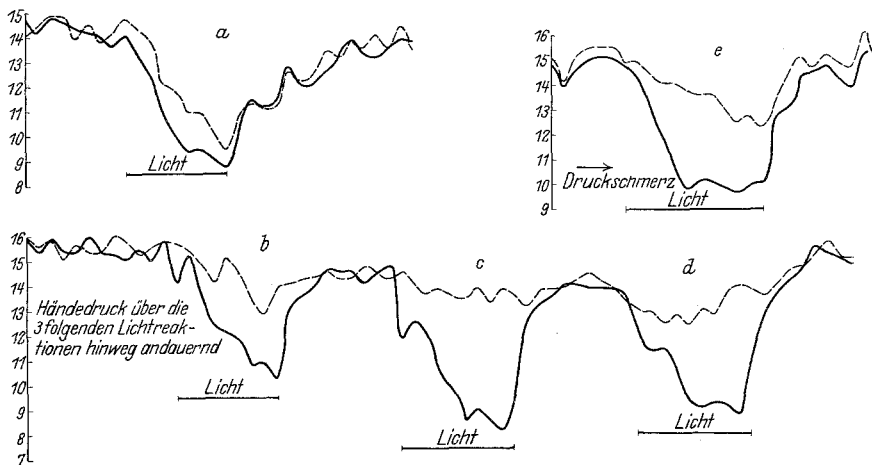 15
14
13
12
11
10
9
8
a
Licht
16
15
14
13
12
11
10
9
e
Druckschmerz
Licht
16
15
14
13
12
11
10
9
8
7
b
c
d
Händedruck über die
3 folgenden Lichtreak-
tionen hinweg andauernd
Licht
Licht
Licht